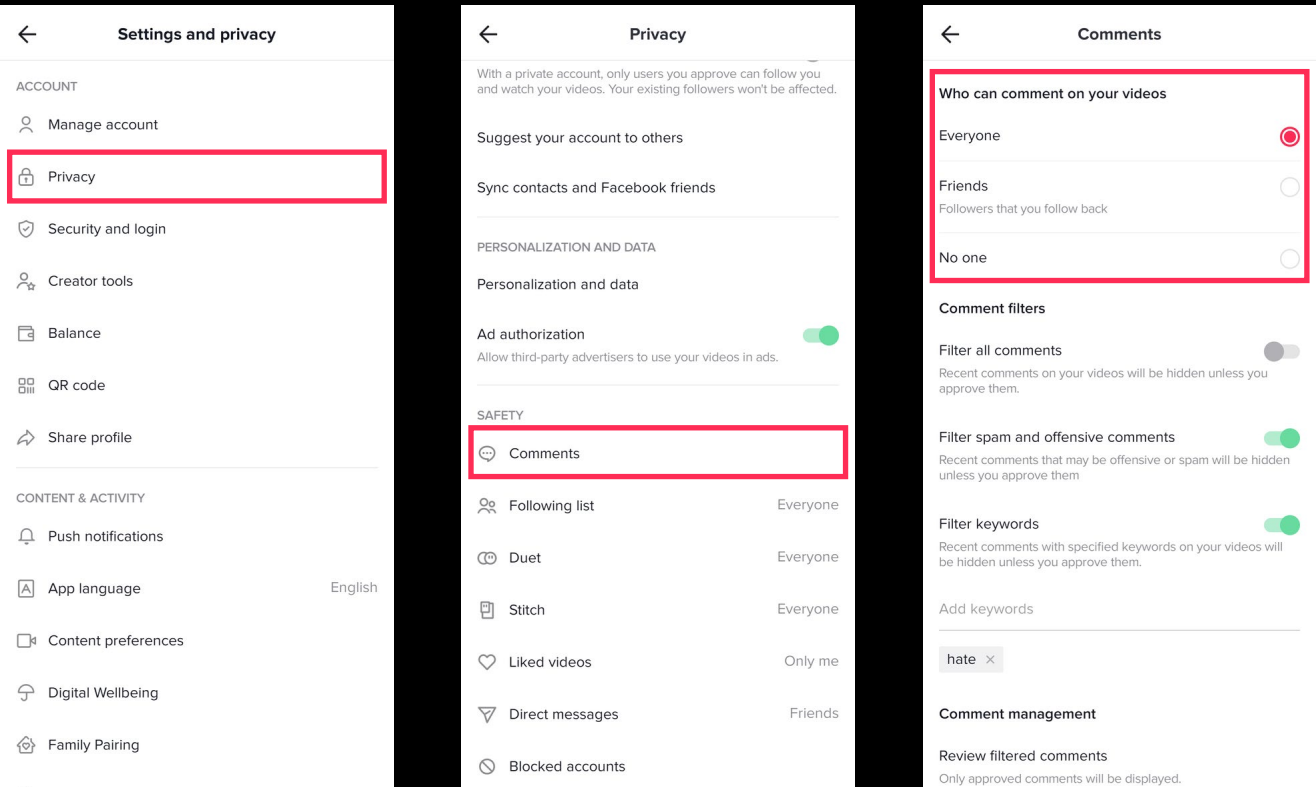 Settings and privacy
ACCOUNT
Manage account
Privacy
Security and login
Creator tools
Balance
QR code
Share profile
CONTENT & ACTIVITY
Push notifications
App language English
Content preferences
Digital Wellbeing
Family Pairing
Privacy
With a private account, only users you approve can follow you
and watch your videos. Your existing followers won't be affected.
Suggest your account to others
Sync contacts and Facebook friends
PERSONALIZATION AND DATA
Personalization and data
Ad authorization
Allow third-party advertisers to use your videos in ads.
SAFETY
Comments
Following list Everyone
Duet Everyone
Stitch Everyone
Liked videos Only me
Direct messages Friends
Blocked accounts
Comments
Who can comment on your videos
Everyone
Friends
Followers that you follow back
No one
Comment filters
Filter all comments
Recent comments on your videos will be hidden unless you
approve them.
Filter spam and offensive comments
Recent comments that may be offensive or spam will be hidden
unless you approve them
Filter keywords
Recent comments with specified keywords on your videos will
be hidden unless you approve them.
Add keywords
hate
Comment management
Review filtered comments
Only approved comments will be displayed.